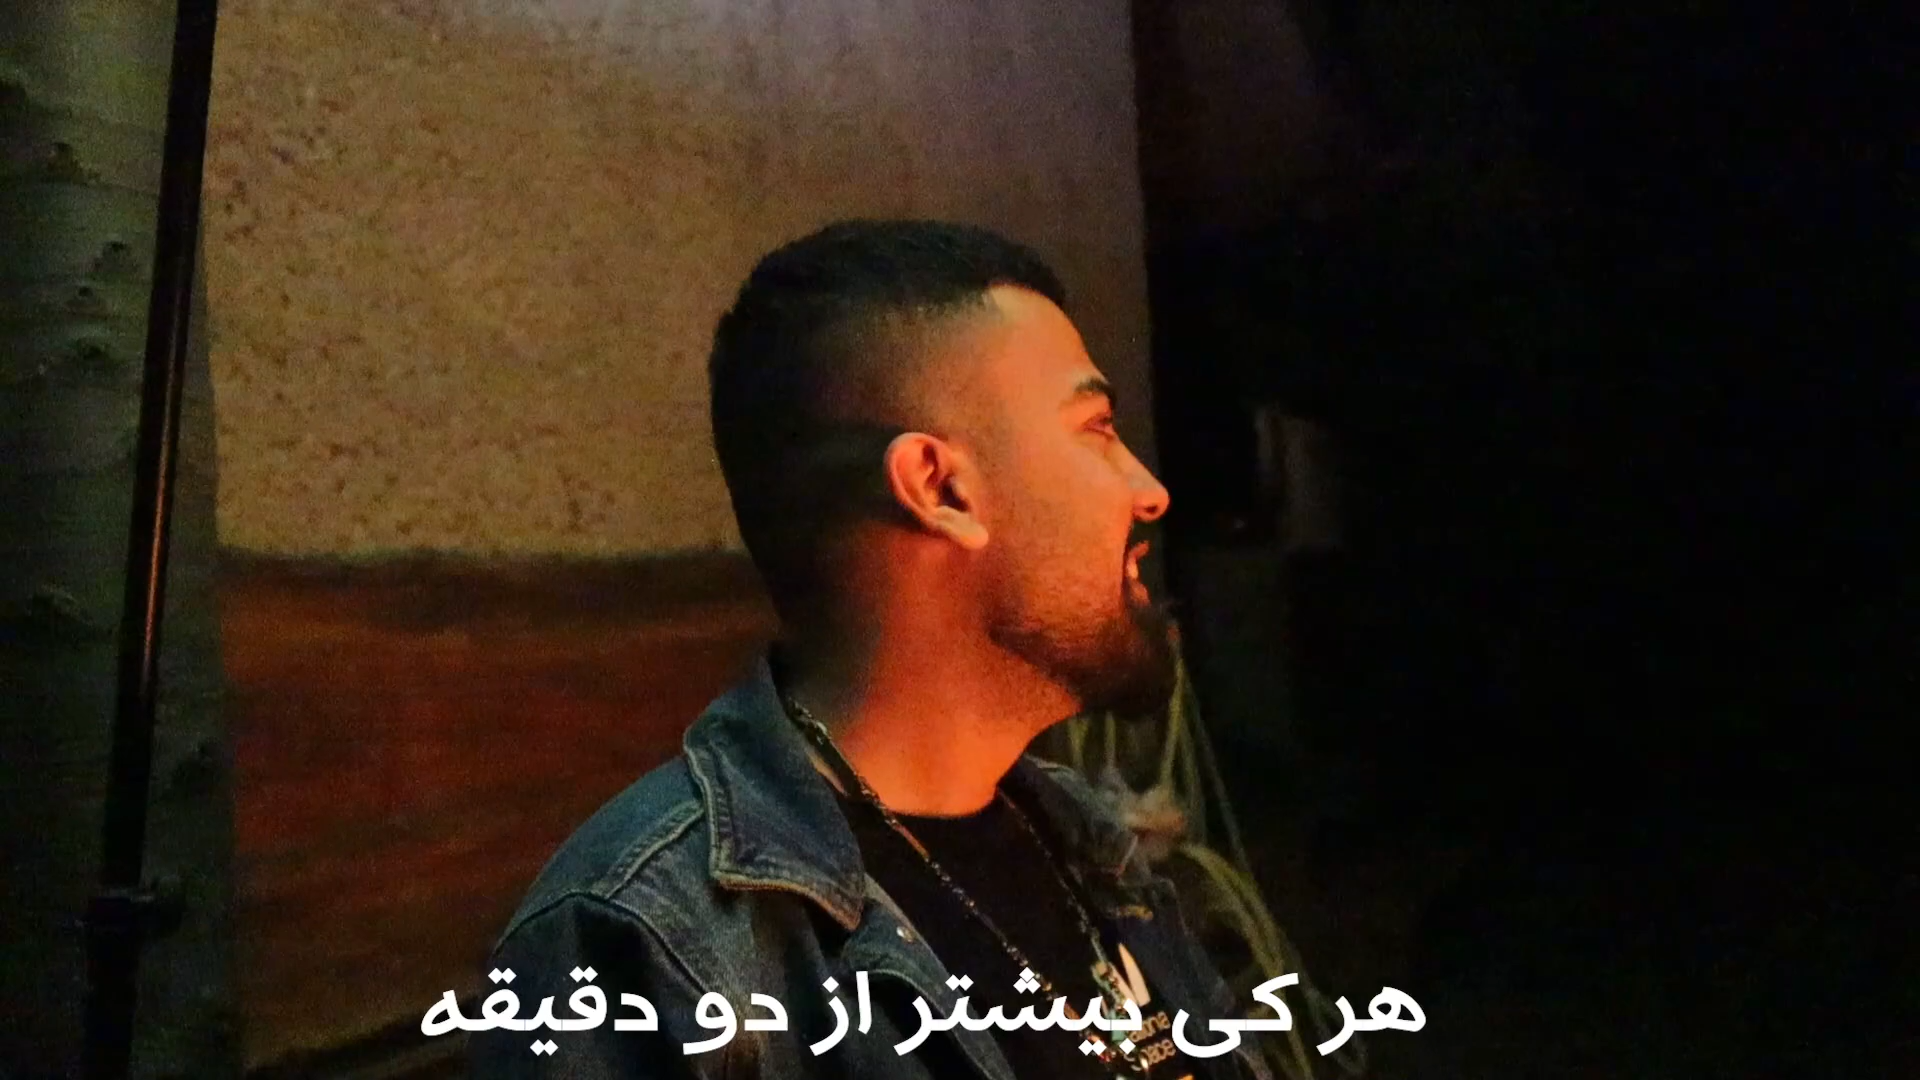 هر کی بیشتر از دو دقیقه